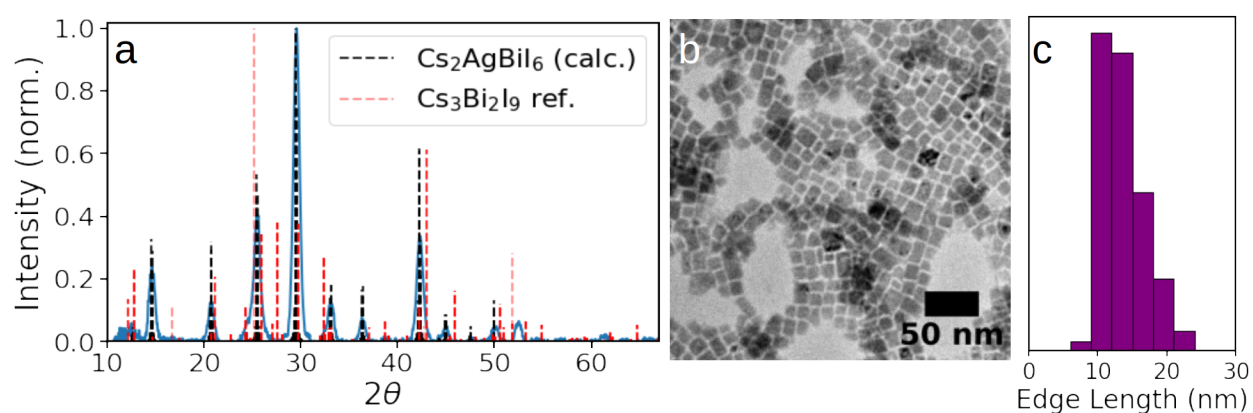 a
Intensity (norm.)
1.0
0.8
0.6
0.4
0.2
0.0
10 20 30 40 50 60
2θ
Cs₂AgBiI₆ (calc.)
Cs₃Bi₂I₉ ref.
b
50 nm
c
0 10 20 30
Edge Length (nm)